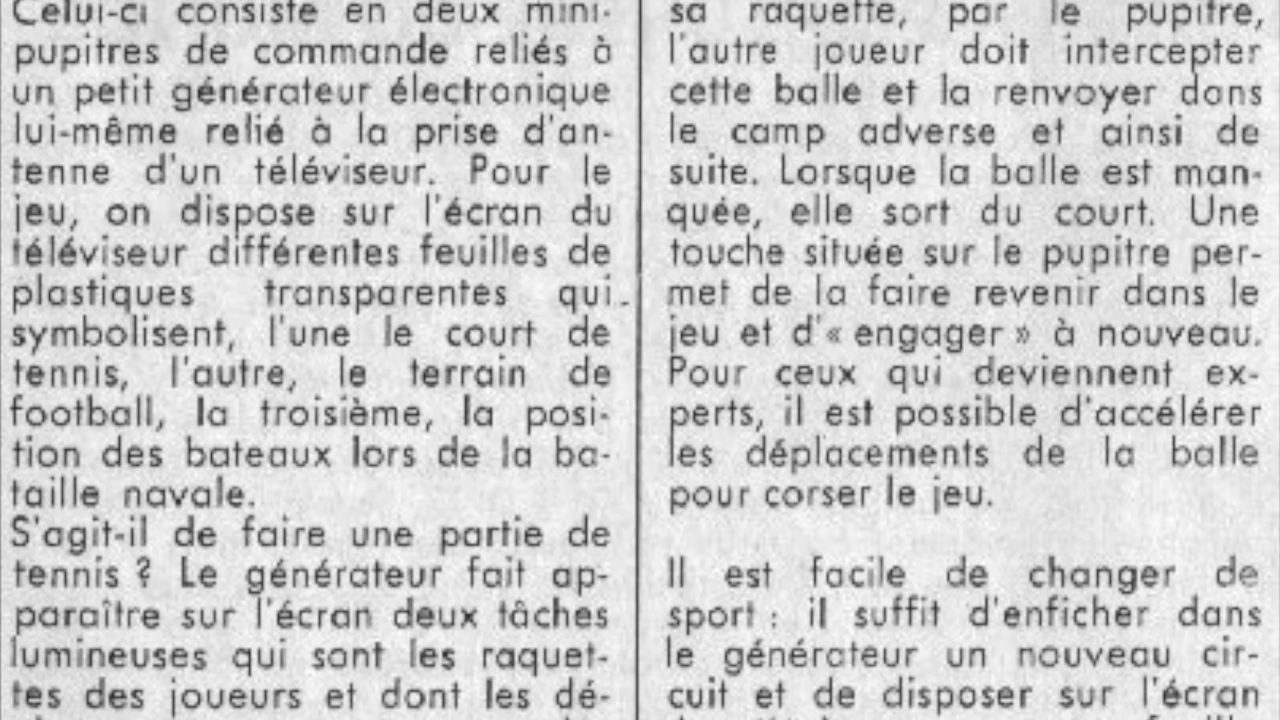 Celui-ci consiste en deux mini-
pupitres de commande reliés à
un petit générateur électronique
lui-même relié à la prise d'an-
tenne d'un téléviseur. Pour le
jeu, on dispose sur l'écran du
téléviseur différentes feuilles de
plastiques transparentes qui
symbolisent, l'une le court de
tennis, l'autre, le terrain de
football, la troisième, la posi-
tion des bateaux lors de la ba-
taille navale.
S'agit-il de faire une partie de
tennis ? Le générateur fait ap-
paraître sur l'écran deux tâches
lumineuses qui sont les raquet-
tes des joueurs et dont les dé-
sa raquette, par le pupitre,
l'autre joueur doit intercepter
cette balle et la renvoyer dans
le camp adverse et ainsi de
suite. Lorsque la balle est man-
quée, elle sort du court. Une
touche située sur le pupitre per-
met de la faire revenir dans le
jeu et d'« engager » à nouveau.
Pour ceux qui deviennent ex-
perts, il est possible d'accélérer
les déplacements de la balle
pour corser le jeu.
Il est facile de changer de
sport : il suffit d'enficher dans
le générateur un nouveau cir-
cuit et de disposer sur l'écran